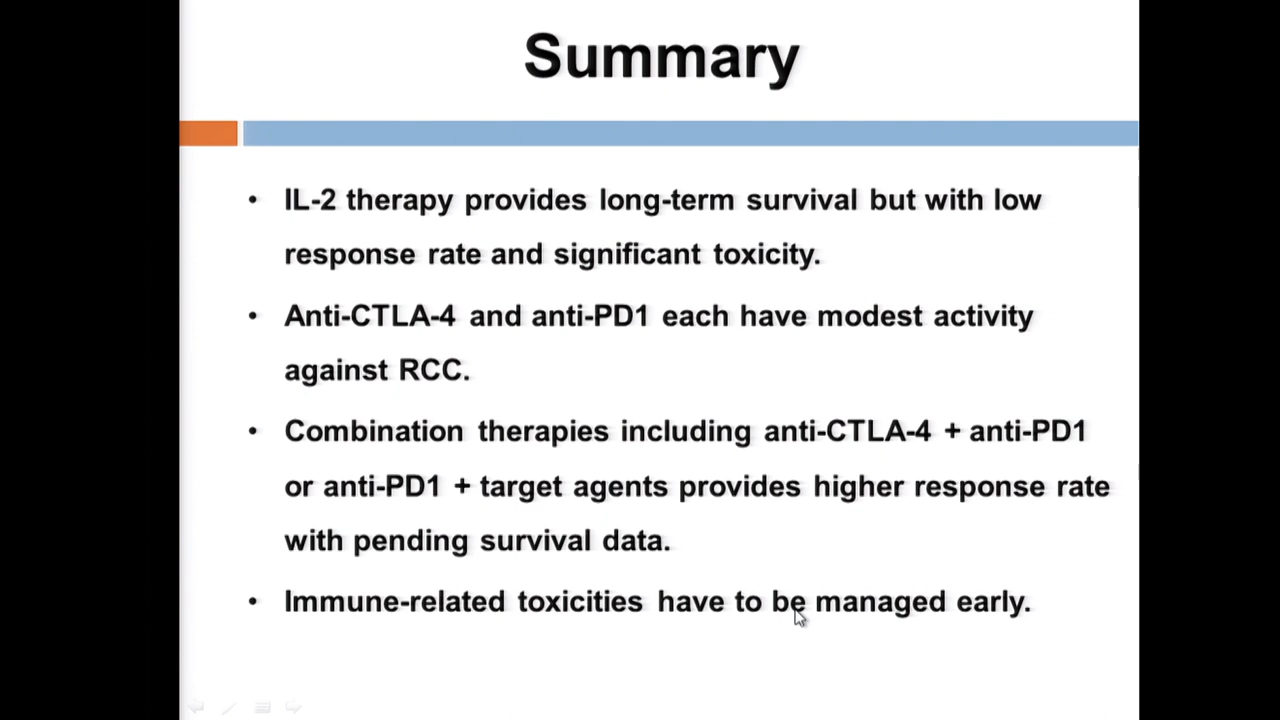 Summary
• IL-2 therapy provides long-term survival but with low
response rate and significant toxicity.
• Anti-CTLA-4 and anti-PD1 each have modest activity
against RCC.
• Combination therapies including anti-CTLA-4 + anti-PD1
or anti-PD1 + target agents provides higher response rate
with pending survival data.
• Immune-related toxicities have to be managed early.